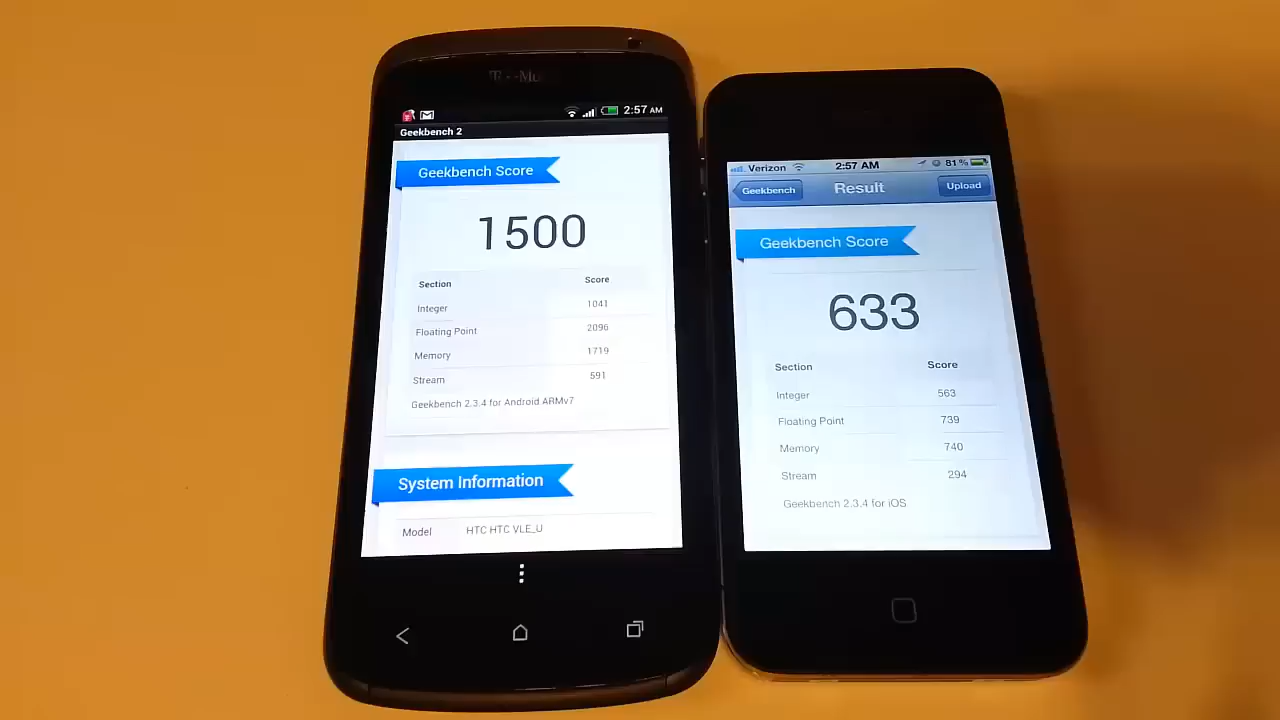 2:57 AM
Geekbench 2
Geekbench Score
1500
Section Score
Integer 1041
Floating Point 2096
Memory 1719
Stream 591
Geekbench 2.3.4 for Android ARMv7
System Information
Model HTC HTC VLE_U
Verizon 2:57 AM 81%
Geekbench Result Upload
Geekbench Score
633
Section Score
Integer 563
Floating Point 739
Memory 740
Stream 294
Geekbench 2.3.4 for iOS